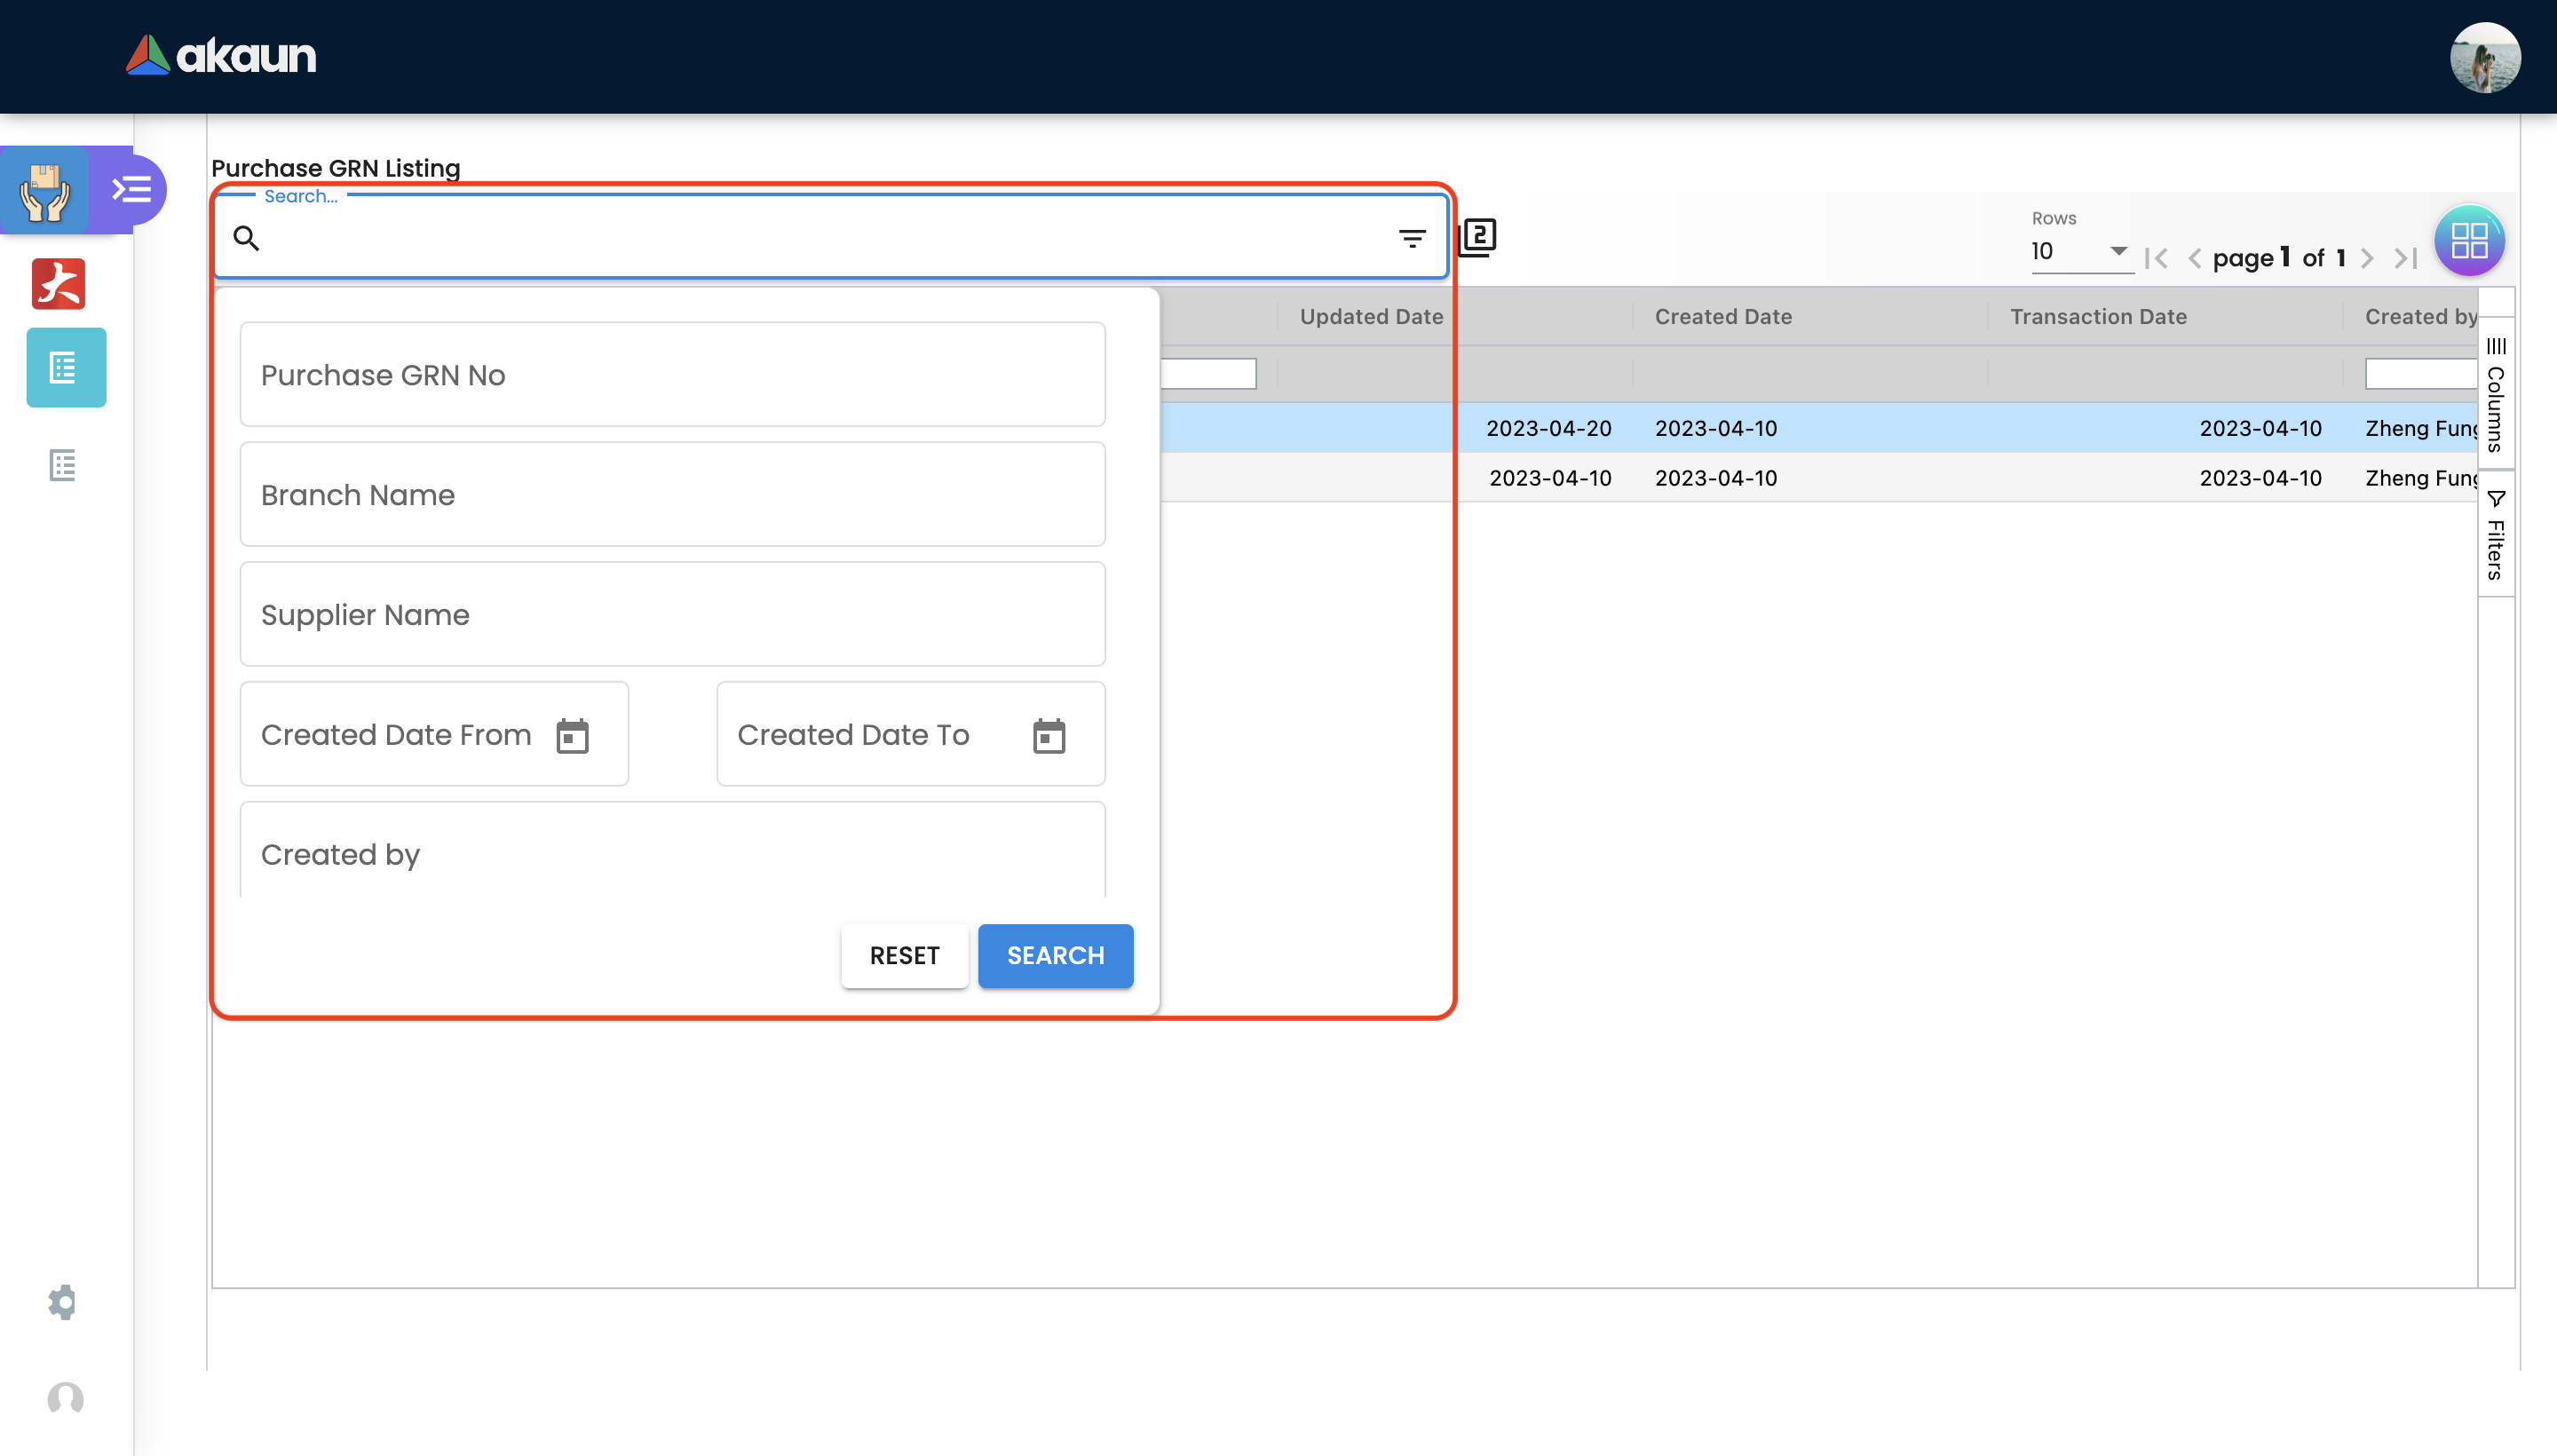 akaun
Purchase GRN Listing
Search...
2
Rows
10
page 1 of 1
Updated Date
Created Date
Transaction Date
Created by
Purchase GRN No
2023-04-20
2023-04-10
2023-04-10
Zheng Fung
2023-04-10
2023-04-10
2023-04-10
Zheng Fung
Columns
Filters
Branch Name
Supplier Name
Created Date From
Created Date To
Created by
RESET
SEARCH